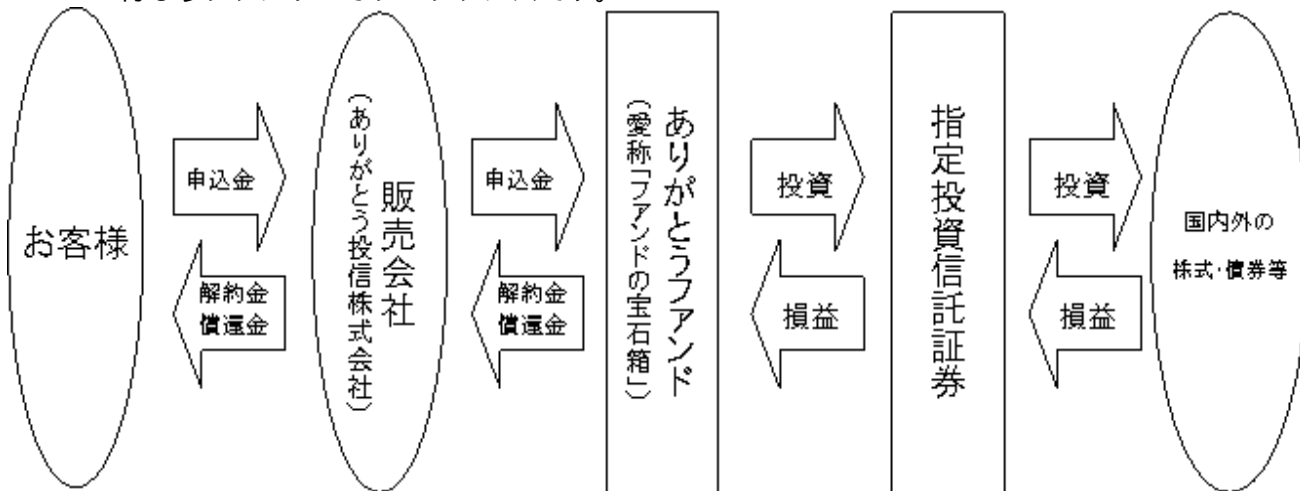 お客様
申込金
解約金
償還金
販売会社
（ありがとう投信株式会社）
申込金
解約金
償還金
ありがとうファンド
（愛称「ファンドの宝石箱」）
投資
損益
指定投資信託証券
投資
損益
国内外の
株式・債券等